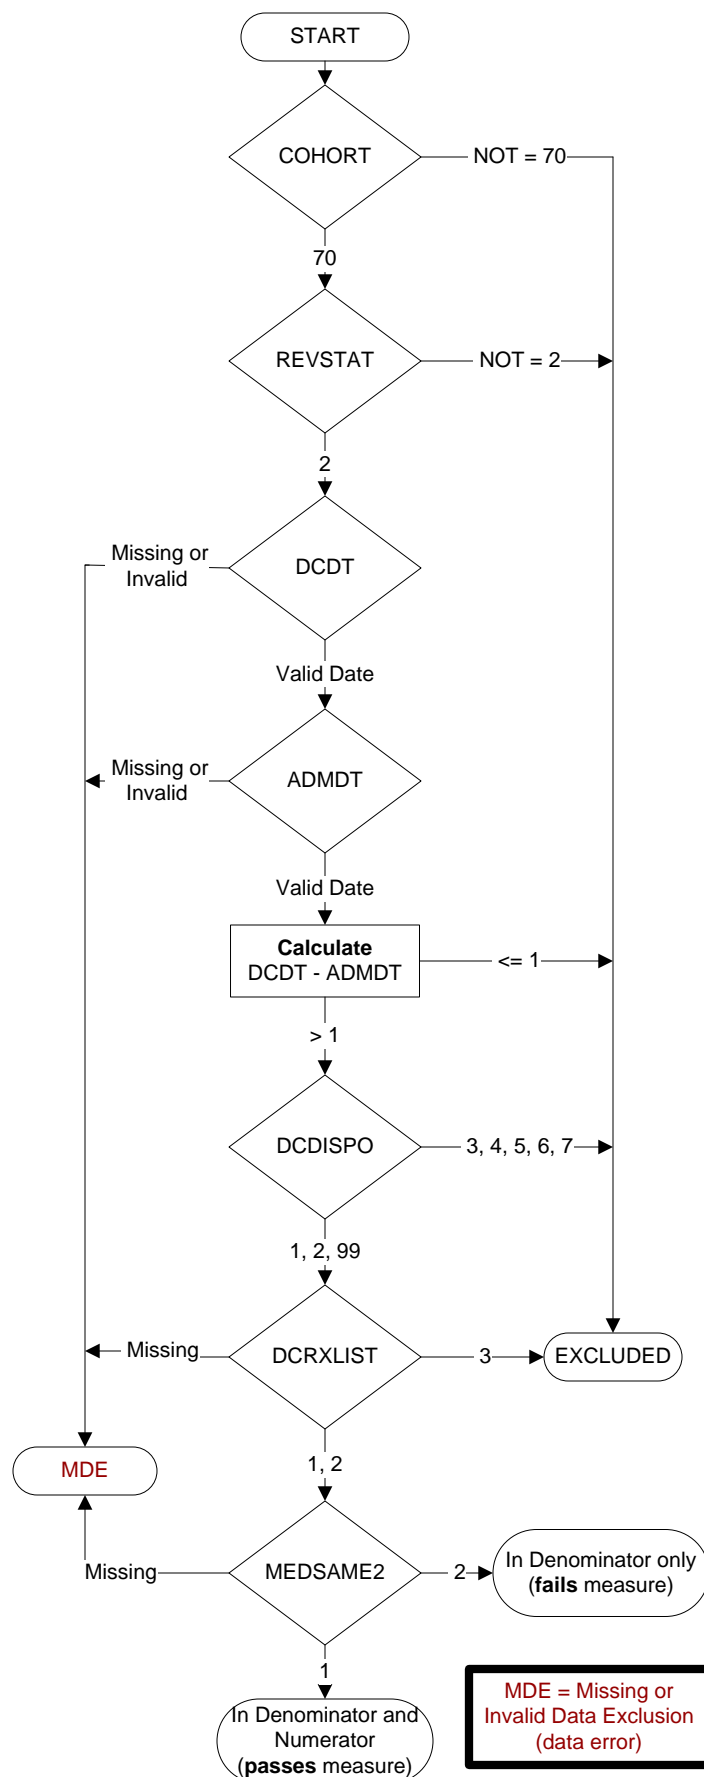 START
COHORT
NOT = 70
70
REVSTAT
NOT = 2
2
Missing or
Invalid
DCDT
Valid Date
Missing or
Invalid
ADMDT
Valid Date
Calculate
DCDT - ADMDT
<= 1
> 1
DCDISPO
3, 4, 5, 6, 7
1, 2, 99
Missing
DCRXLIST
3
EXCLUDED
MDE
1, 2
Missing
MEDSAME2
2
In Denominator only
(fails measure)
1
In Denominator and
Numerator
(passes measure)
MDE = Missing or
Invalid Data Exclusion
(data error)